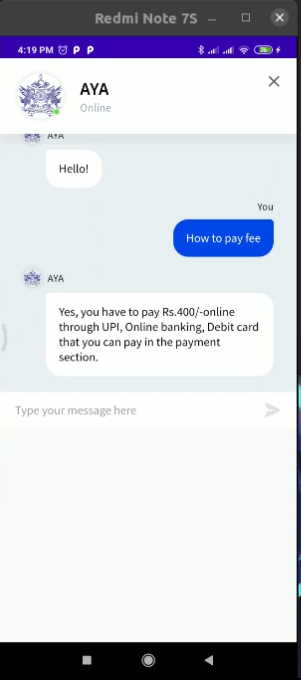 Redmi Note 7S
4:19 PM
AYA
Online
AYA
Hello!
You
How to pay fee
AYA
Yes, you have to pay Rs.400/-online
through UPI, Online banking, Debit card
that you can pay in the payment
section.
Type your message here